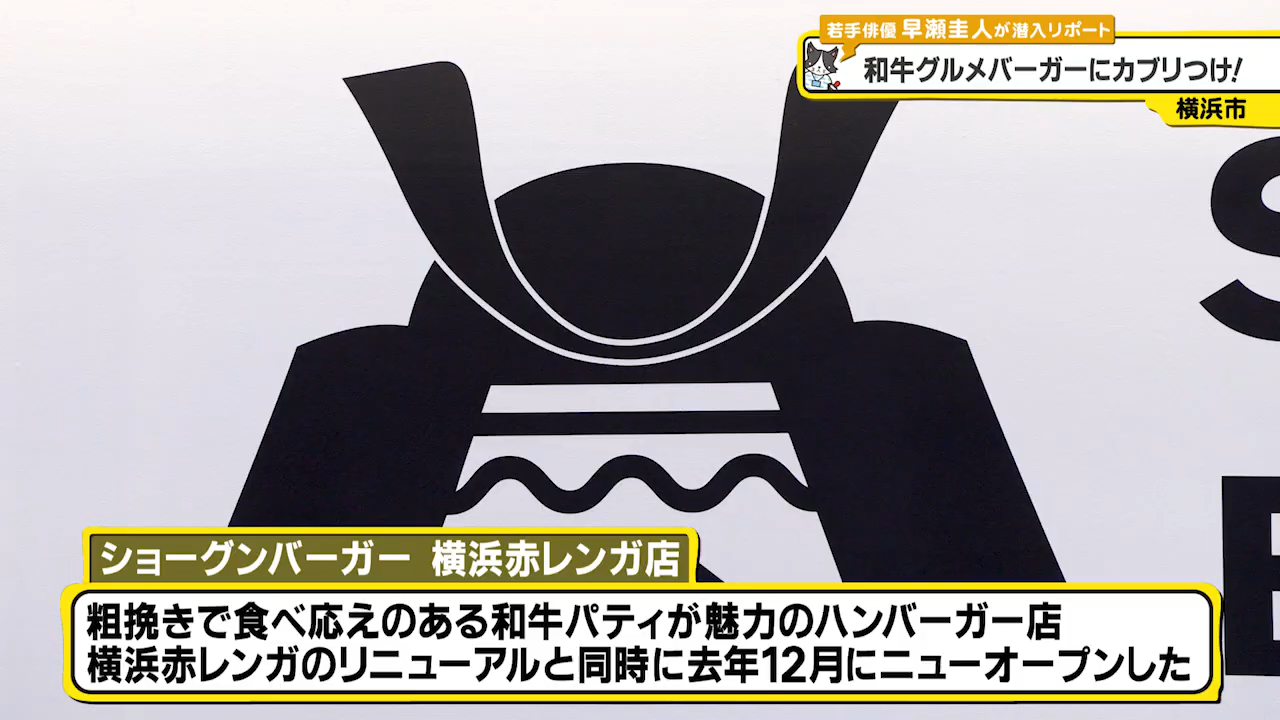 若手俳優 早瀬圭人が潜入リポート
和牛グルメバーガーにカブリつけ!
横浜市
ショーグンバーガー 横浜赤レンガ店
粗挽きで食べ応えのある和牛パティが魅力のハンバーガー店
横浜赤レンガのリニューアルと同時に去年12月にニューオープンした